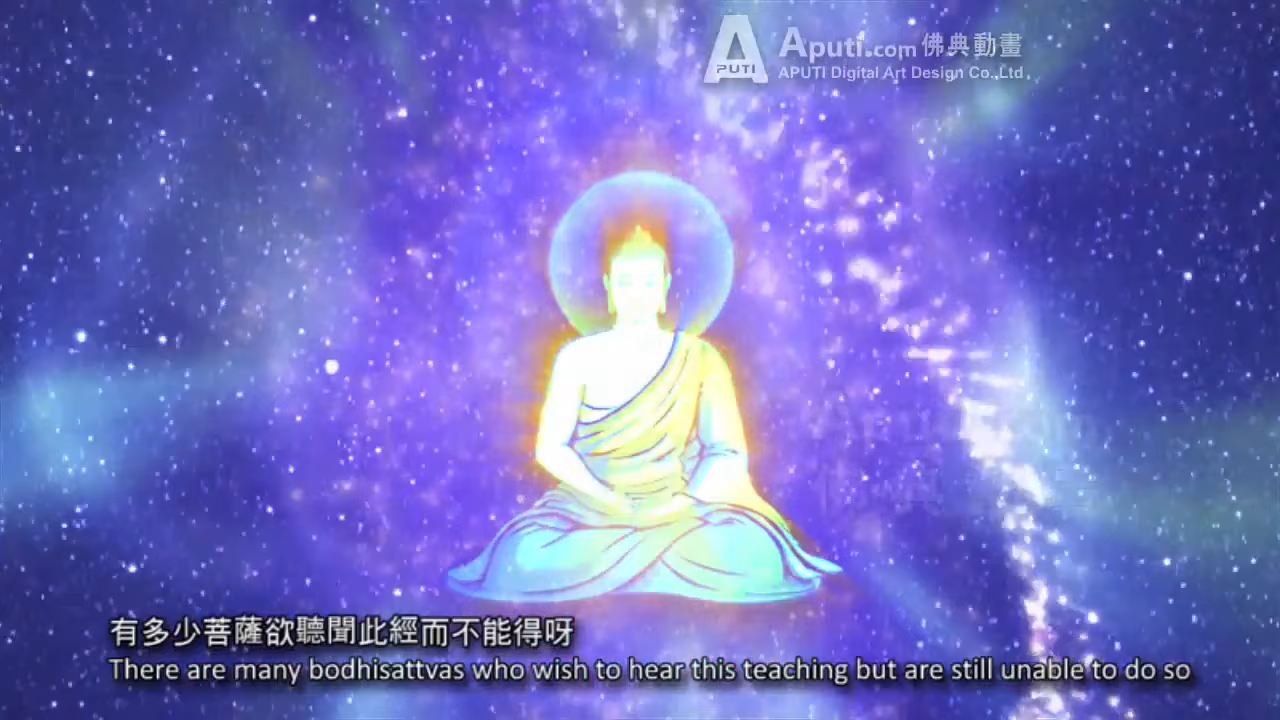 A
PUTI
Aputi.com 佛典動畫
APUTI Digital Art Design Co.,Ltd.
有多少菩薩欲聽聞此經而不能得呀
There are many bodhisattvas who wish to hear this teaching but are still unable to do so